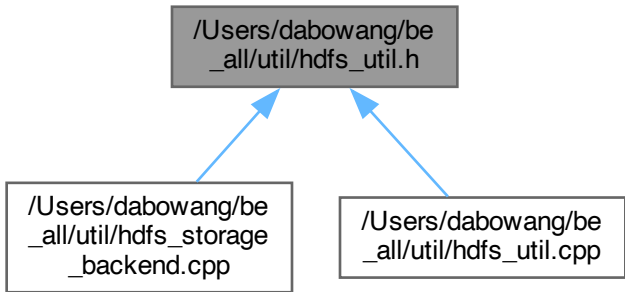 /Users/dabowang/be
_all/util/hdfs_util.h
/Users/dabowang/be
_all/util/hdfs_storage
_backend.cpp
/Users/dabowang/be
_all/util/hdfs_util.cpp